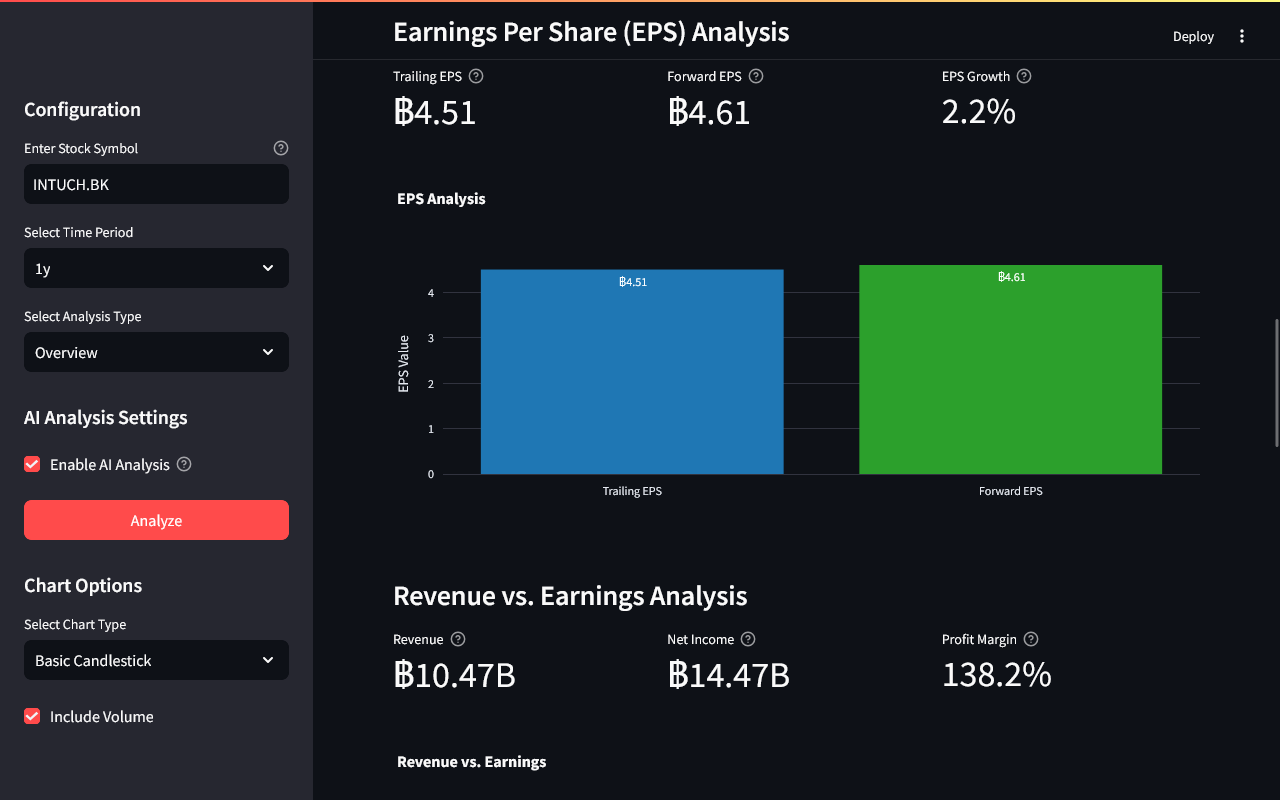 Configuration
Enter Stock Symbol
INTUCH.BK
Select Time Period
1y
Select Analysis Type
Overview
AI Analysis Settings
Enable AI Analysis
Analyze
Chart Options
Select Chart Type
Basic Candlestick
Include Volume
Deploy
Earnings Per Share (EPS) Analysis
Trailing EPS
฿4.51
Forward EPS
฿4.61
EPS Growth
2.2%
EPS Analysis
EPS Value
4
3
2
1
0
฿4.51
฿4.61
Trailing EPS
Forward EPS
Revenue vs. Earnings Analysis
Revenue
฿10.47B
Net Income
฿14.47B
Profit Margin
138.2%
Revenue vs. Earnings